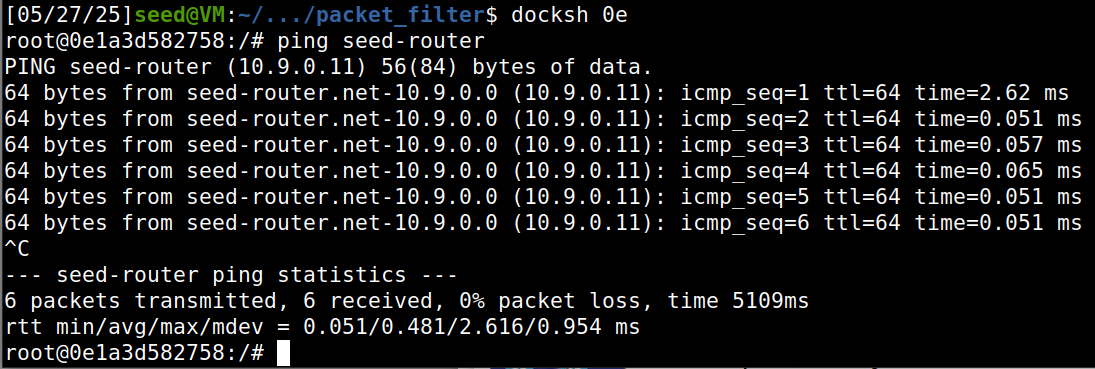 [05/27/25]seed@VM:~/.../packet_filter$ docksh 0e
root@0e1a3d582758:/# ping seed-router
PING seed-router (10.9.0.11) 56(84) bytes of data.
64 bytes from seed-router.net-10.9.0.0 (10.9.0.11): icmp_seq=1 ttl=64 time=2.62 ms
64 bytes from seed-router.net-10.9.0.0 (10.9.0.11): icmp_seq=2 ttl=64 time=0.051 ms
64 bytes from seed-router.net-10.9.0.0 (10.9.0.11): icmp_seq=3 ttl=64 time=0.057 ms
64 bytes from seed-router.net-10.9.0.0 (10.9.0.11): icmp_seq=4 ttl=64 time=0.065 ms
64 bytes from seed-router.net-10.9.0.0 (10.9.0.11): icmp_seq=5 ttl=64 time=0.051 ms
64 bytes from seed-router.net-10.9.0.0 (10.9.0.11): icmp_seq=6 ttl=64 time=0.051 ms
^C
--- seed-router ping statistics ---
6 packets transmitted, 6 received, 0% packet loss, time 5109ms
rtt min/avg/max/mdev = 0.051/0.481/2.616/0.954 ms
root@0e1a3d582758:/#